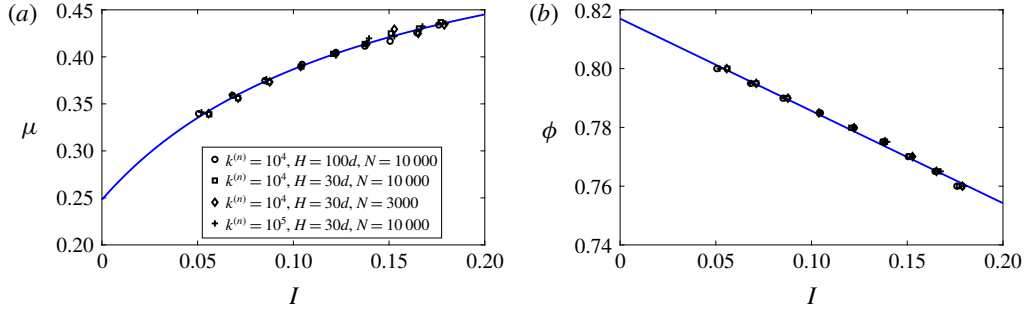 (a)
0.45
0.40
0.35
0.30
0.25
0.20
μ
k^(n) = 10^4, H = 100d, N = 10 000
k^(n) = 10^4, H = 30d, N = 10 000
k^(n) = 10^4, H = 30d, N = 3000
k^(n) = 10^5, H = 30d, N = 10 000
0 0.05 0.10 0.15 0.20
I
(b)
0.82
0.80
0.78
0.76
0.74
ϕ
0 0.05 0.10 0.15 0.20
I